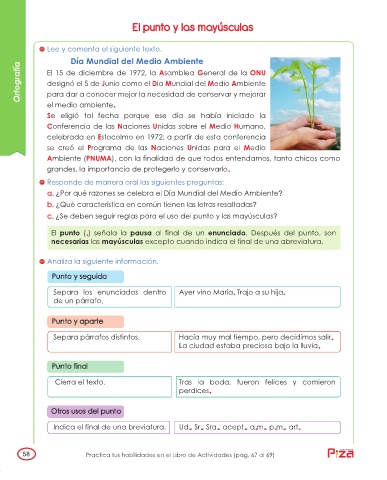 El punto y las mayúsculas
Ortografía
Lee y comenta el siguiente texto.
Día Mundial del Medio Ambiente
El 15 de diciembre de 1972, la Asamblea General de la ONU
designó el 5 de Junio como el Día Mundial del Medio Ambiente
para dar a conocer mejor la necesidad de conservar y mejorar
el medio ambiente.
Se eligió tal fecha porque ese día se había iniciado la
Conferencia de las Naciones Unidas sobre el Medio Humano,
celebrada en Estocolmo en 1972; a partir de esta conferencia
se creó el Programa de las Naciones Unidas para el Medio
Ambiente (PNUMA), con la finalidad de que todos entendamos, tanto chicos como
grandes, la importancia de protegerlo y conservarlo.
Responde de manera oral las siguientes preguntas:
a. ¿Por qué razones se celebra el Día Mundial del Medio Ambiente?
b. ¿Qué característica en común tienen las letras resaltadas?
c. ¿Se deben seguir reglas para el uso del punto y las mayúsculas?
El punto (.) señala la pausa al final de un enunciado. Después del punto, son
necesarias las mayúsculas excepto cuando indica el final de una abreviatura.
Analiza la siguiente información.
Punto y seguido
Separa los enunciados dentro
de un párrafo.
Ayer vino María. Trajo a su hija.
Punto y aparte
Separa párrafos distintos.
Hacía muy mal tiempo, pero decidimos salir.
La ciudad estaba preciosa bajo la lluvia.
Punto final
Cierra el texto.
Tras la boda, fueron felices y comieron
perdices.
Otros usos del punto
Indica el final de una breviatura.
Ud. Sr. Sra. acept. a.m. p.m. art.
58
Practica tus habilidades en el Libro de Actividades (pág. 67 al 69)